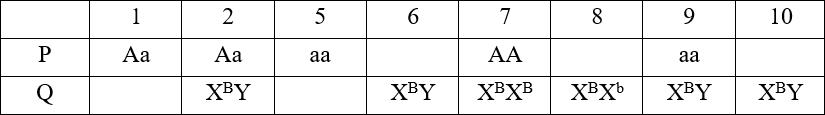 1 2 5 6 7 8 9 10
P Aa Aa aa AA aa
Q XᴮY XᴮY XᴮXᴮ XᴮXᵇ XᴮY XᴮY